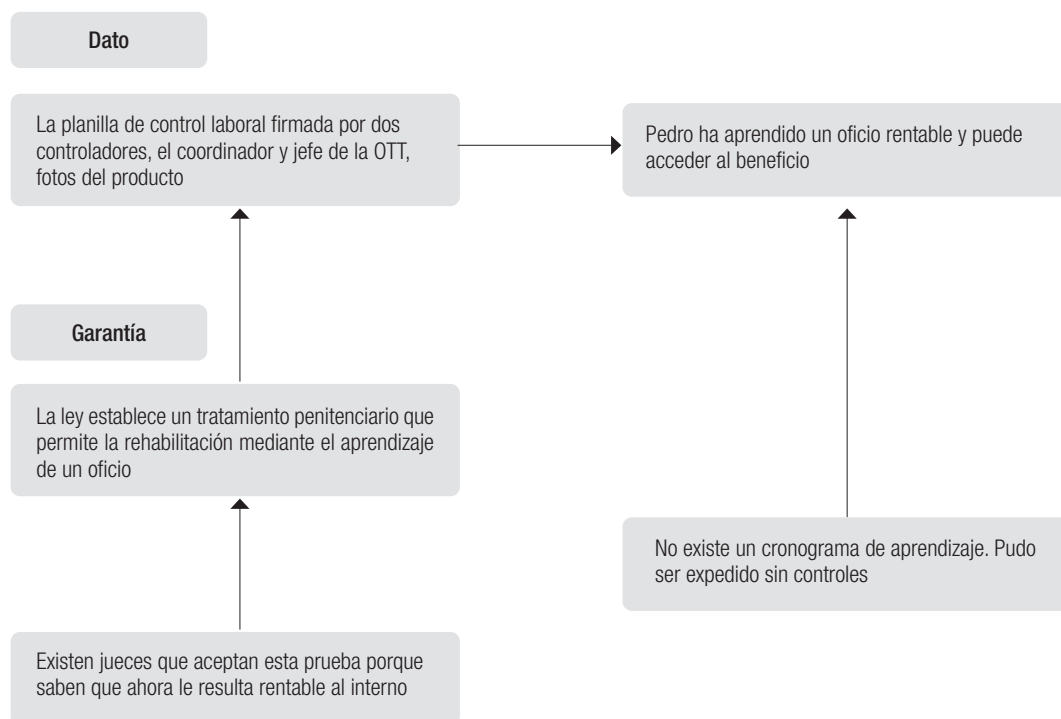 Dato
La planilla de control laboral firmada por dos
controladores, el coordinador y jefe de la OTT,
fotos del producto
Pedro ha aprendido un oficio rentable y puede
acceder al beneficio
Garantía
La ley establece un tratamiento penitenciario que
permite la rehabilitación mediante el aprendizaje
de un oficio
No existe un cronograma de aprendizaje. Pudo
ser expedido sin controles
Existen jueces que aceptan esta prueba porque
saben que ahora le resulta rentable al interno